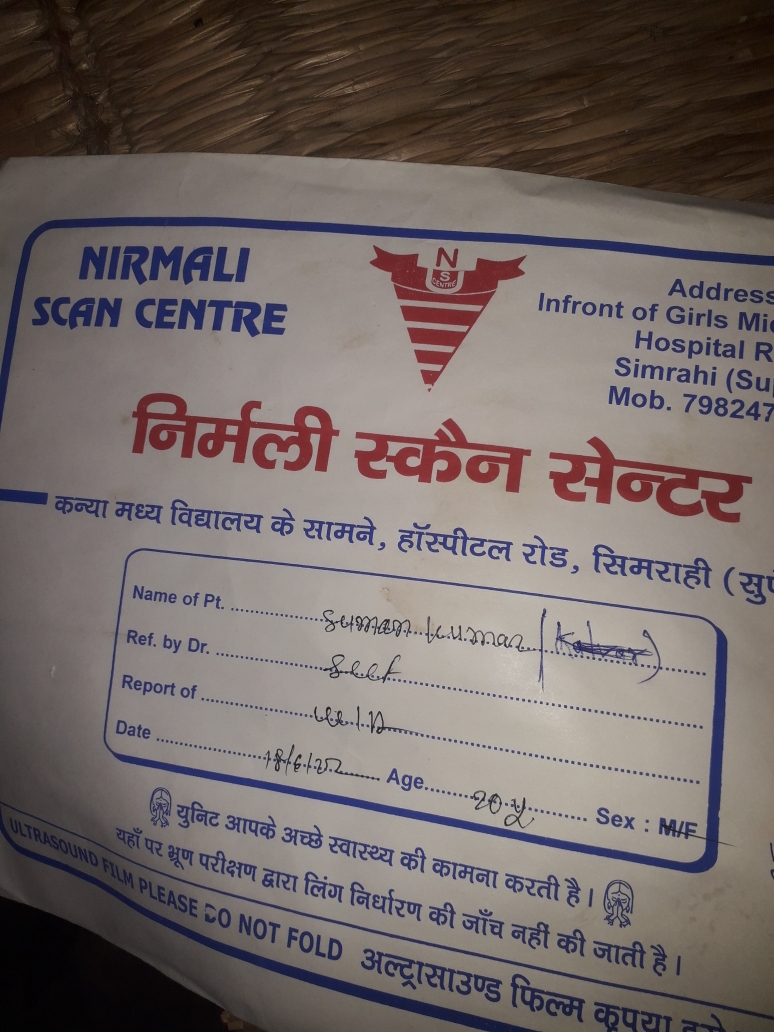 NIRMALI
SCAN CENTRE
N
S
CENTRE
Address
Infront of Girls Mi
Hospital R
Simrahi (Su
Mob. 798247
निर्मली स्कैन सेन्टर
कन्या मध्य विद्यालय के सामने, हॉस्पीटल रोड, सिमराही (सु
Name of Pt. Suman Kumar
Ref. by Dr. Self
Report of
Date 18/6/22 Age 20 y Sex : M/F
युनिट आपके अच्छे स्वास्थ्य की कामना करती है।
यहाँ पर भ्रूण परीक्षण द्वारा लिंग निर्धारण की जाँच नहीं की जाती है।
ULTRASOUND FILM PLEASE DO NOT FOLD अल्ट्रासाउण्ड फिल्म कृपया